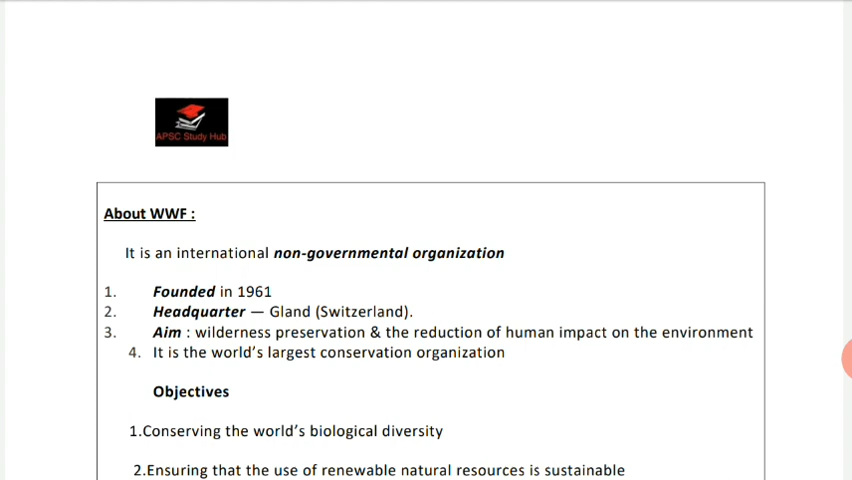 APSC Study Hub
About WWF :
It is an international non-governmental organization
1. Founded in 1961
2. Headquarter — Gland (Switzerland).
3. Aim : wilderness preservation & the reduction of human impact on the environment
4. It is the world’s largest conservation organization
Objectives
1.Conserving the world’s biological diversity
2.Ensuring that the use of renewable natural resources is sustainable